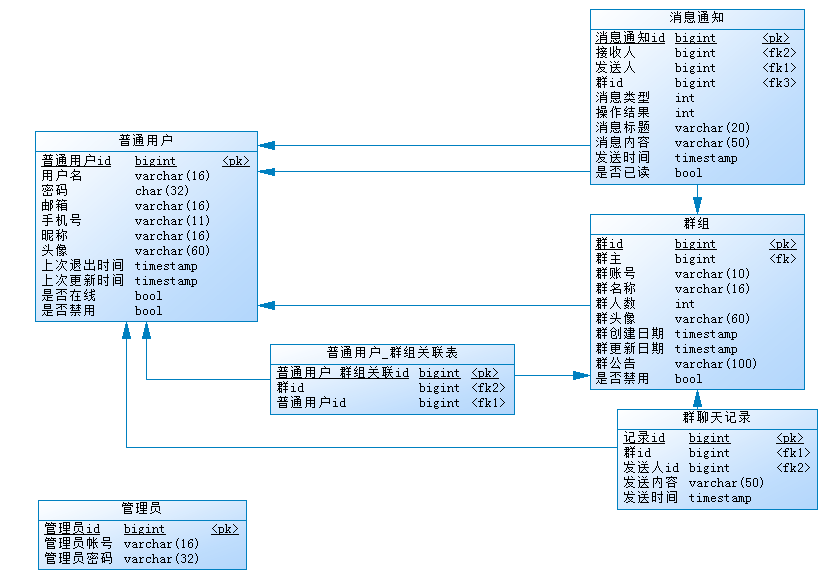 消息通知
消息通知id bigint <pk>
接收人 bigint <fk2>
发送人 bigint <fk1>
群id bigint <fk3>
消息类型 int
操作结果 int
消息标题 varchar(20)
消息内容 varchar(50)
发送时间 timestamp
是否已读 bool
普通用户
普通用户id bigint <pk>
用户名 varchar(16)
密码 char(32)
邮箱 varchar(16)
手机号 varchar(11)
昵称 varchar(16)
头像 varchar(60)
上次退出时间 timestamp
上次更新时间 timestamp
是否在线 bool
是否禁用 bool
群组
群id bigint <pk>
群主 bigint <fk>
群账号 varchar(10)
群名称 varchar(16)
群人数 int
群头像 varchar(60)
群创建日期 timestamp
群更新日期 timestamp
群公告 varchar(100)
是否禁用 bool
普通用户_群组关联表
普通用户_群组关联id bigint <pk>
群id bigint <fk2>
普通用户id bigint <fk1>
群聊天记录
记录id bigint <pk>
群id bigint <fk1>
发送人id bigint <fk2>
发送内容 varchar(50)
发送时间 timestamp
管理员
管理员id bigint <pk>
管理员帐号 varchar(16)
管理员密码 varchar(32)